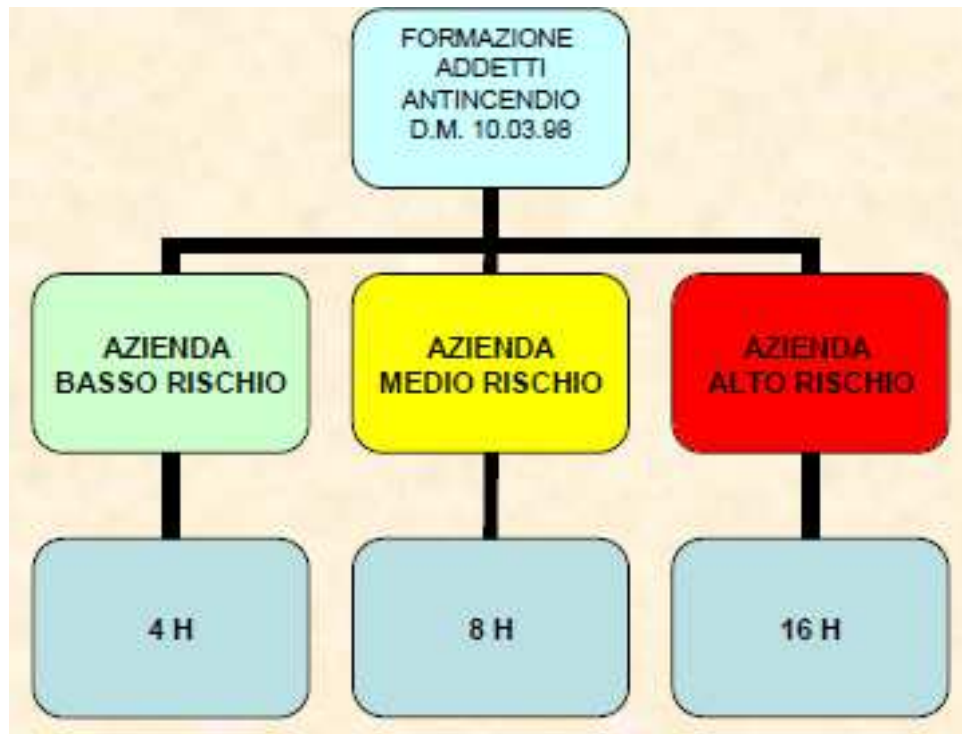 FORMAZIONE
ADDETTI
ANTINCENDIO
D.M. 10.03.98
AZIENDA
BASSO RISCHIO
AZIENDA
MEDIO RISCHIO
AZIENDA
ALTO RISCHIO
4 H
8 H
16 H